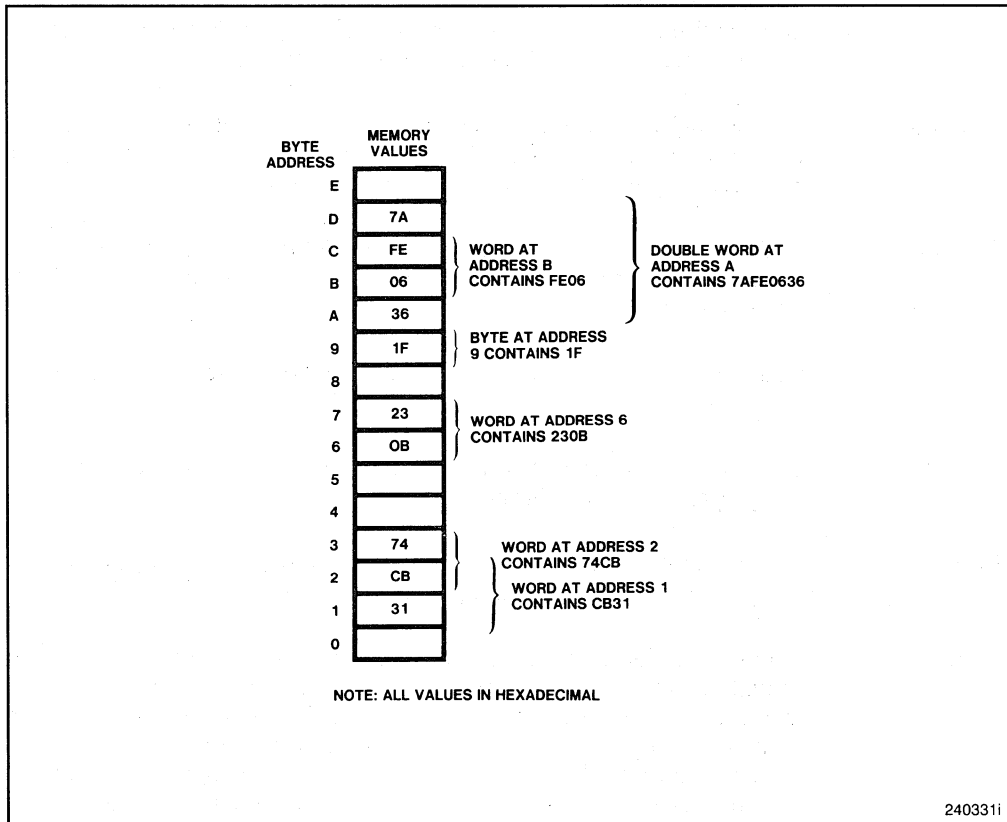 BYTE
ADDRESS
MEMORY
VALUES
E
D 7A
C FE
B 06
A 36
9 1F
8
7 23
6 0B
5
4
3 74
2 CB
1 31
0
WORD AT
ADDRESS B
CONTAINS FE06
DOUBLE WORD AT
ADDRESS A
CONTAINS 7AFE0636
BYTE AT ADDRESS
9 CONTAINS 1F
WORD AT ADDRESS 6
CONTAINS 230B
WORD AT ADDRESS 2
CONTAINS 74CB
WORD AT ADDRESS 1
CONTAINS CB31
NOTE: ALL VALUES IN HEXADECIMAL
240331i